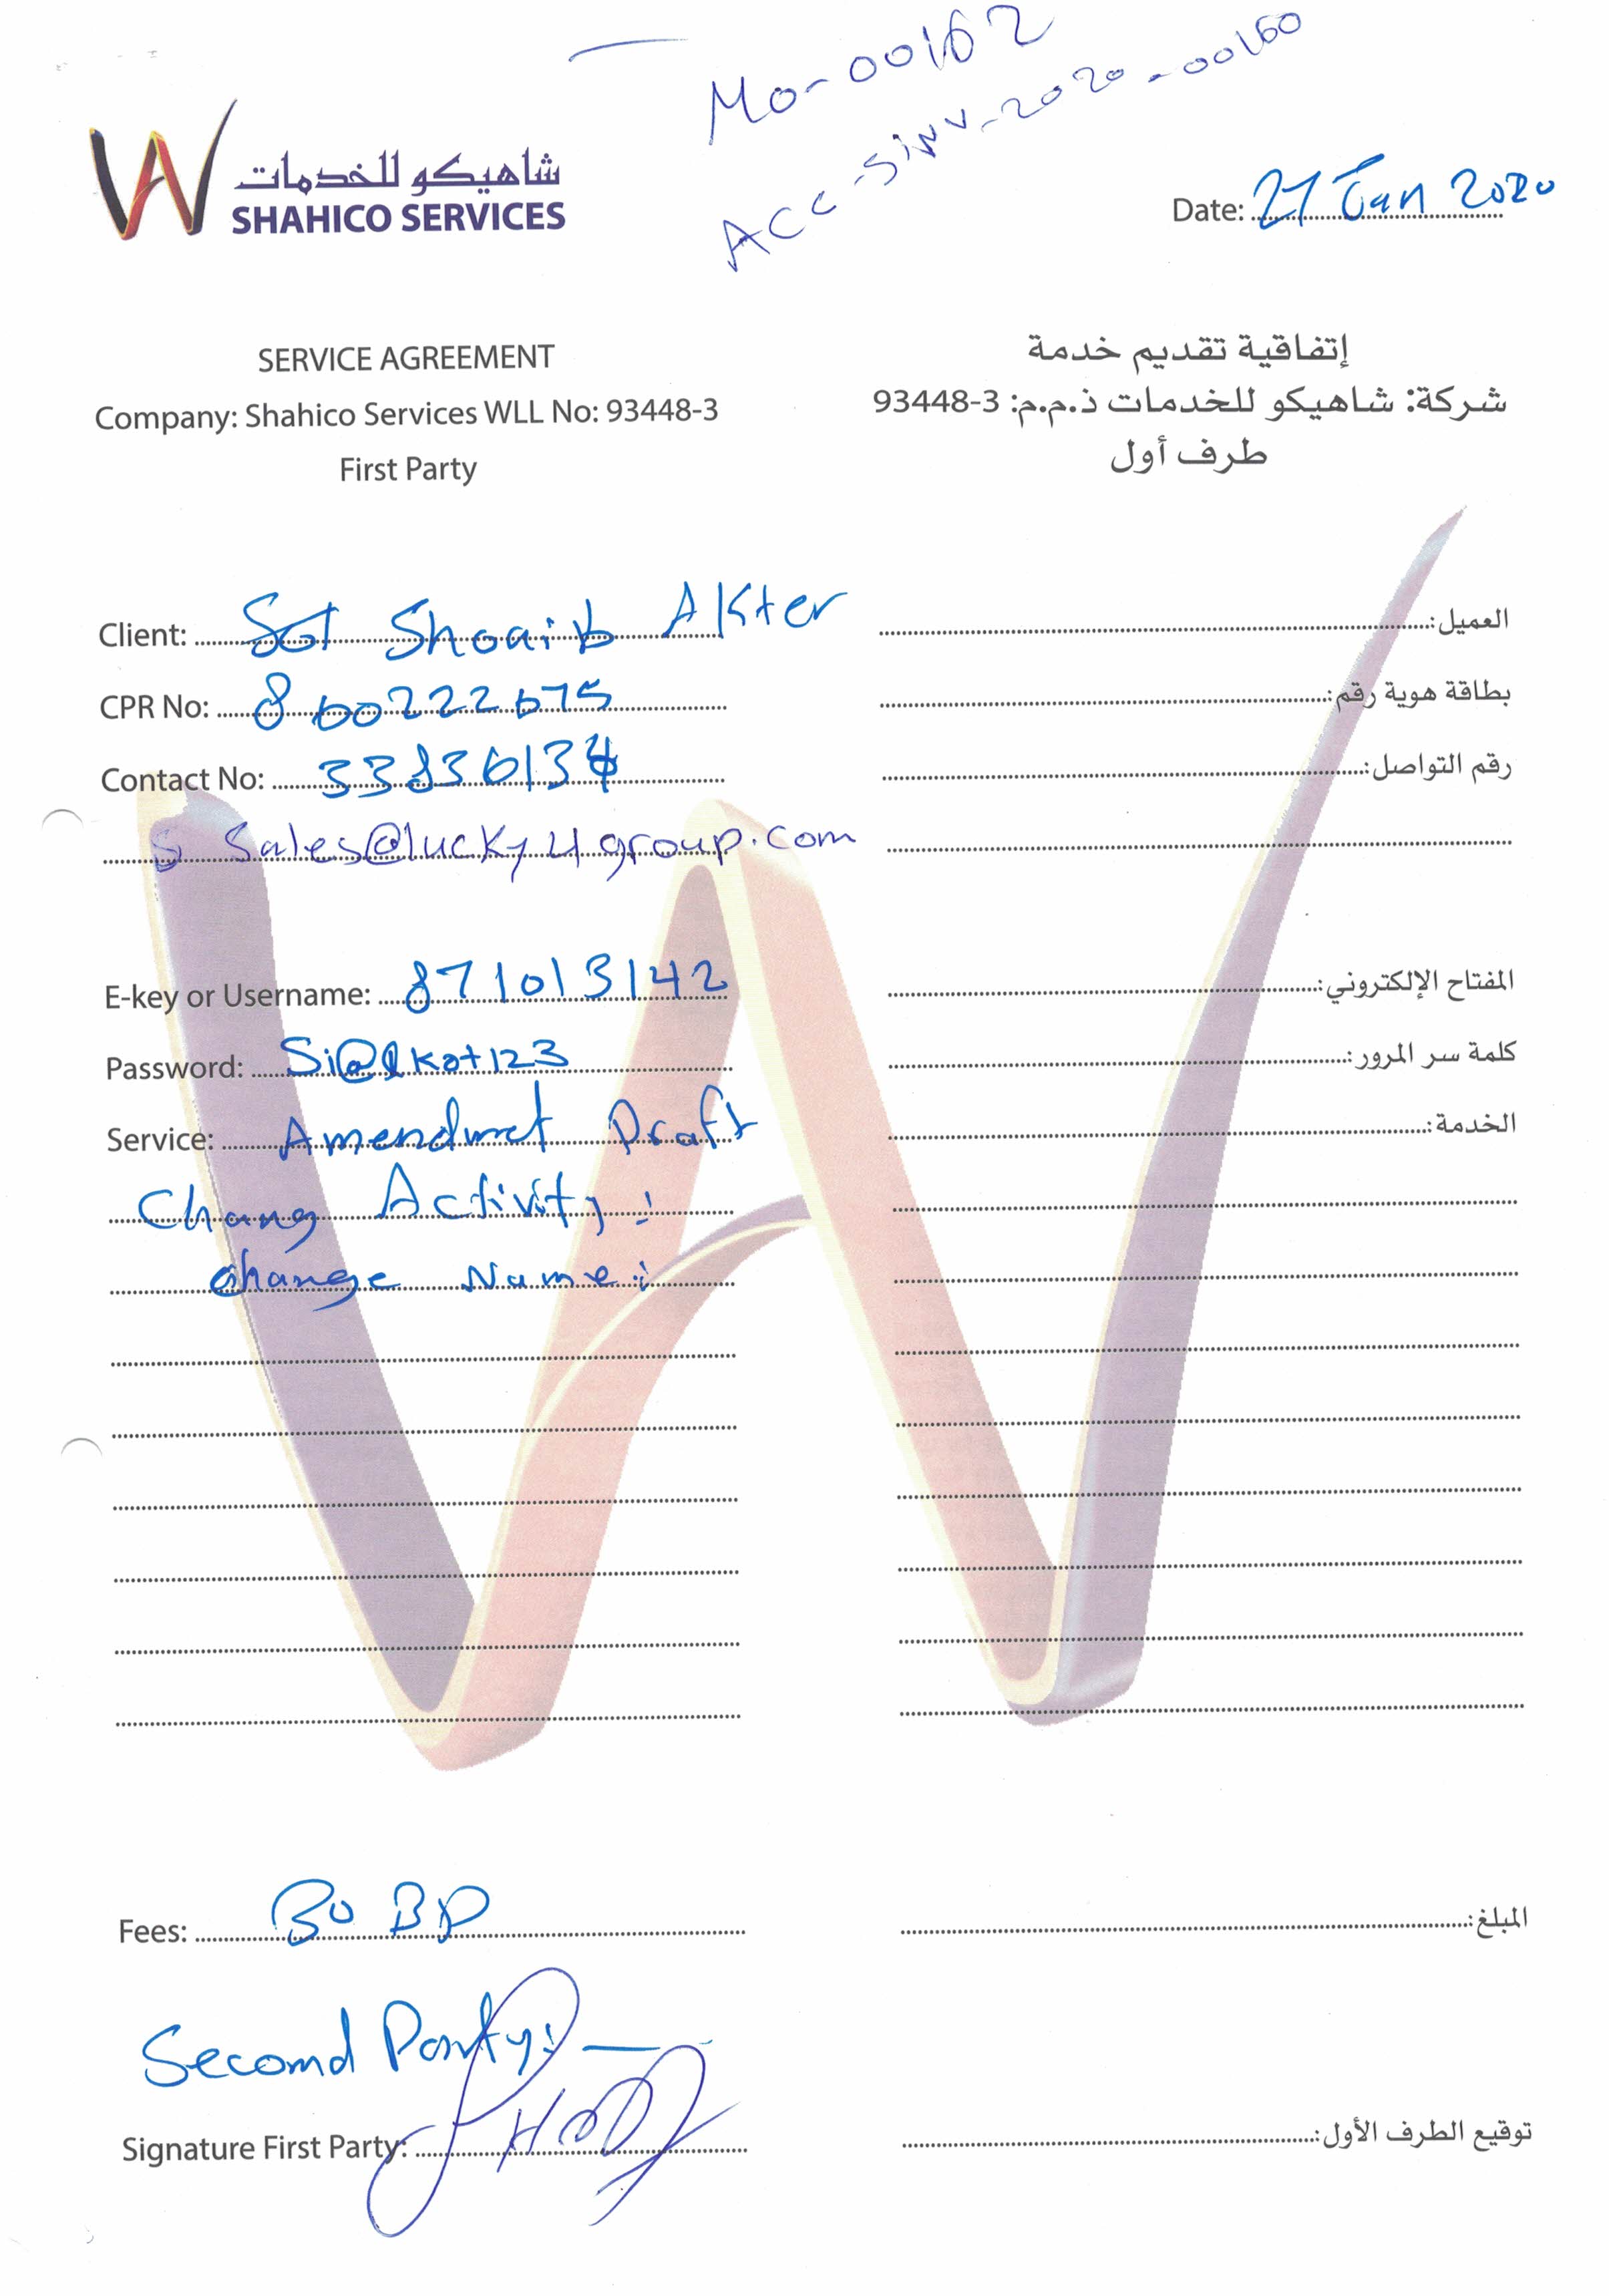 Mo-00162
Acc-Sinv-2020-00160
شاهيكو للخدمات
SHAHICO SERVICES
Date: 27 Jan 2020
SERVICE AGREEMENT
Company: Shahico Services WLL No: 93448-3
First Party
إتفاقية تقديم خدمة
شركة: شاهيكو للخدمات ذ.م.م: 3-93448
طرف أول
Client: Shoaib Akter
العميل:
CPR No: 860222675
بطاقة هوية رقم:
Contact No: 33836134
رقم التواصل:
Sales@lucky4group.com
E-key or Username: 871013142
المفتاح الإلكتروني:
Password: Si@lkot123
كلمة سر المرور:
Service: Amendmet Draft
الخدمة:
Chang Activity:
change Name:
Fees: 30 BD
المبلغ:
Second Party:
Signature First Party:
توقيع الطرف الأول: